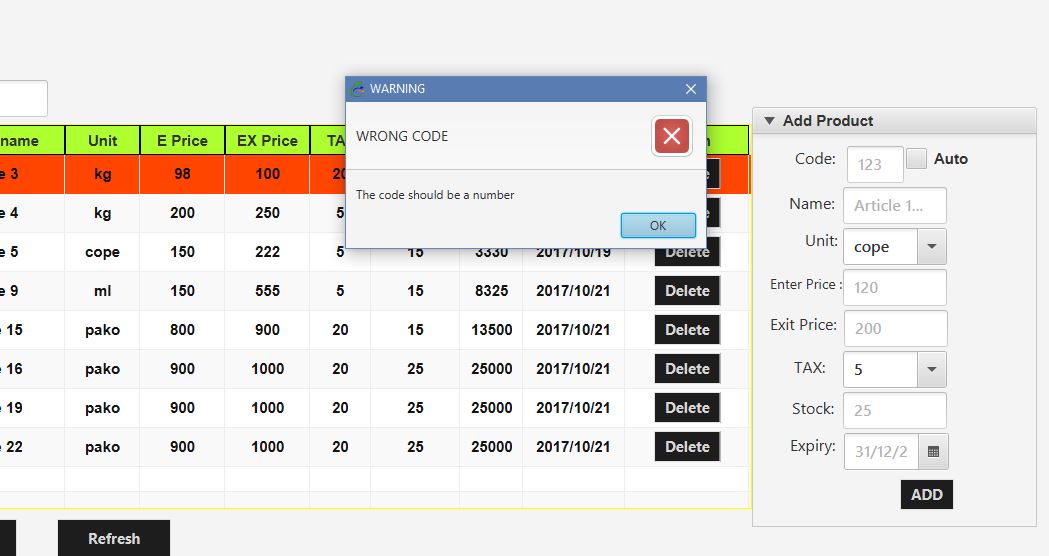 WARNING
WRONG CODE
The code should be a number
OK
name Unit E Price EX Price
3 kg 98 100
4 kg 200 250 5
5 cope 150 222 5 15 3330 2017/10/19 Delete
9 ml 150 555 5 15 8325 2017/10/21 Delete
15 pako 800 900 20 15 13500 2017/10/21 Delete
16 pako 900 1000 20 25 25000 2017/10/21 Delete
19 pako 900 1000 20 25 25000 2017/10/21 Delete
22 pako 900 1000 20 25 25000 2017/10/21 Delete
Refresh
Add Product
Code: 123 Auto
Name: Article 1...
Unit: cope
Enter Price : 120
Exit Price: 200
TAX: 5
Stock: 25
Expiry: 31/12/2
ADD